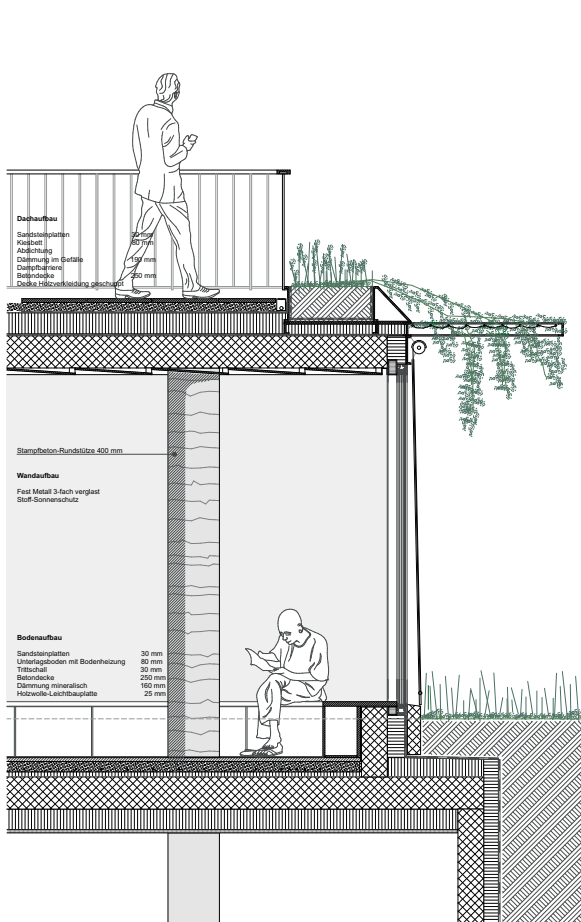 Dachaufbau
Sandsteinplatten 30 mm
Kiesbett 80 mm
Abdichtung
Dämmung im Gefälle 190 mm
Dampfbarriere
Betondecke 250 mm
Decke Holzverkleidung geschuppt
Stampfbeton-Rundstütze 400 mm
Wandaufbau
Fest Metall 3-fach verglast
Stoff-Sonnenschutz
Bodenaufbau
Sandsteinplatten 30 mm
Unterlagsboden mit Bodenheizung 80 mm
Trittschall 30 mm
Betondecke 250 mm
Dämmung mineralisch 160 mm
Holzwolle-Leichtbauplatte 25 mm